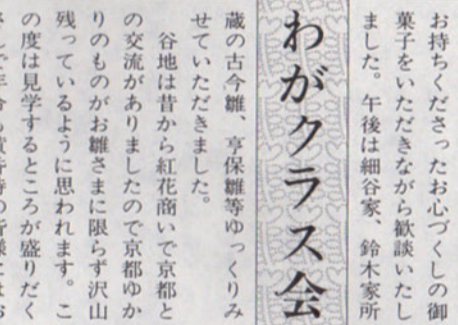 お持ちくださったお心づくしの御
菓子をいただきながら歓談いたし
ました。午後は細谷家、鈴木家所
わがクラス会
蔵の古今雛、亨保雛等ゆっくりみ
せていただきました。
谷地は昔から紅花商いで京都と
の交流がありましたので京都ゆか
りのものがお雛さまに限らず沢山
残っているように思われます。こ
の度は見学するところが盛りだく